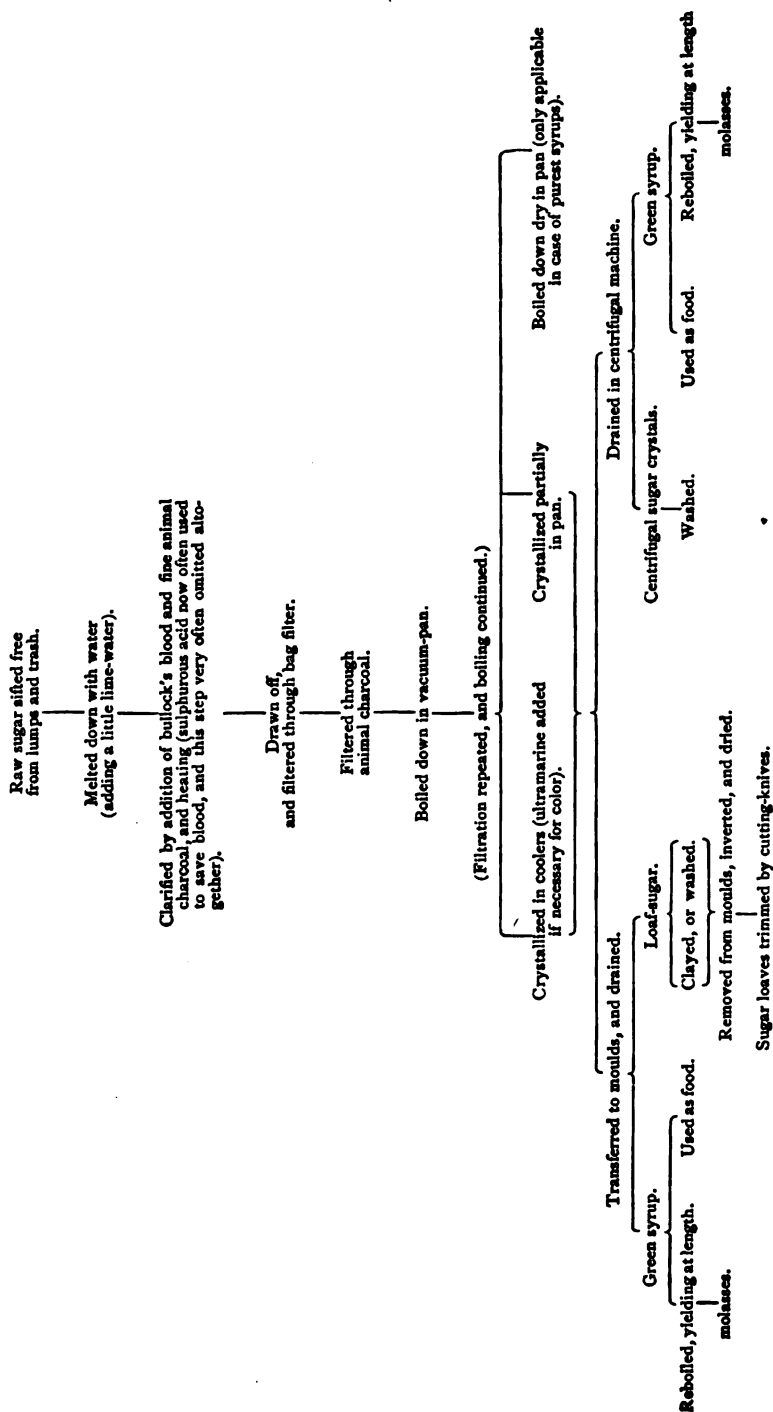 Raw sugar sifted free
from lumps and trash.
Melted down with water
(adding a little lime-water).
Clarified by addition of bullock's blood and fine animal
charcoal, and heating (sulphurous acid now often used
to save blood, and this step very often omitted alto-
gether).
Drawn off,
and filtered through bag filter.
Filtered through
animal charcoal.
Boiled down in vacuum-pan.
(Filtration repeated, and boiling continued.)
Crystallized in coolers (ultramarine added
if necessary for color).
Crystallized partially
in pan.
Boiled down dry in pan (only applicable
in case of purest syrups).
Transferred to moulds, and drained.
Drained in centrifugal machine.
Green syrup.
Loaf-sugar.
Centrifugal sugar crystals.
Green syrup.
Reboiled, yielding at length
molasses.
Used as food.
Clayed, or washed.
Washed.
Used as food.
Reboiled, yielding at length
molasses.
Removed from moulds, inverted, and dried.
Sugar loaves trimmed by cutting-knives.